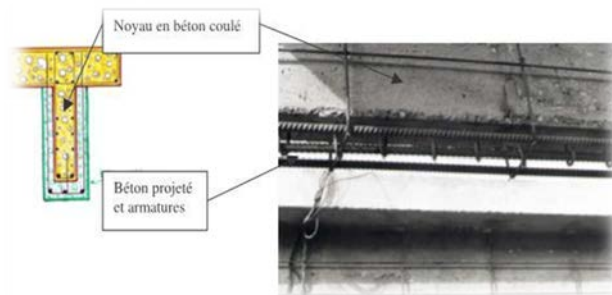 Noyau en béton coulé
Béton projeté
et armatures